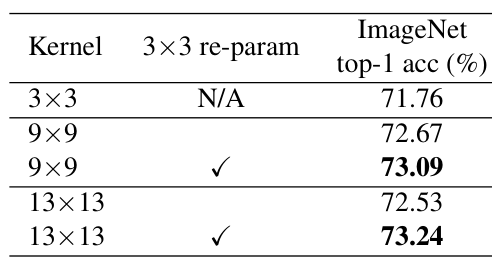 Kernel 3×3 re-param ImageNet top-1 acc (%)
3×3 N/A 71.76
9×9 72.67
9×9 ✓ 73.09
13×13 72.53
13×13 ✓ 73.24